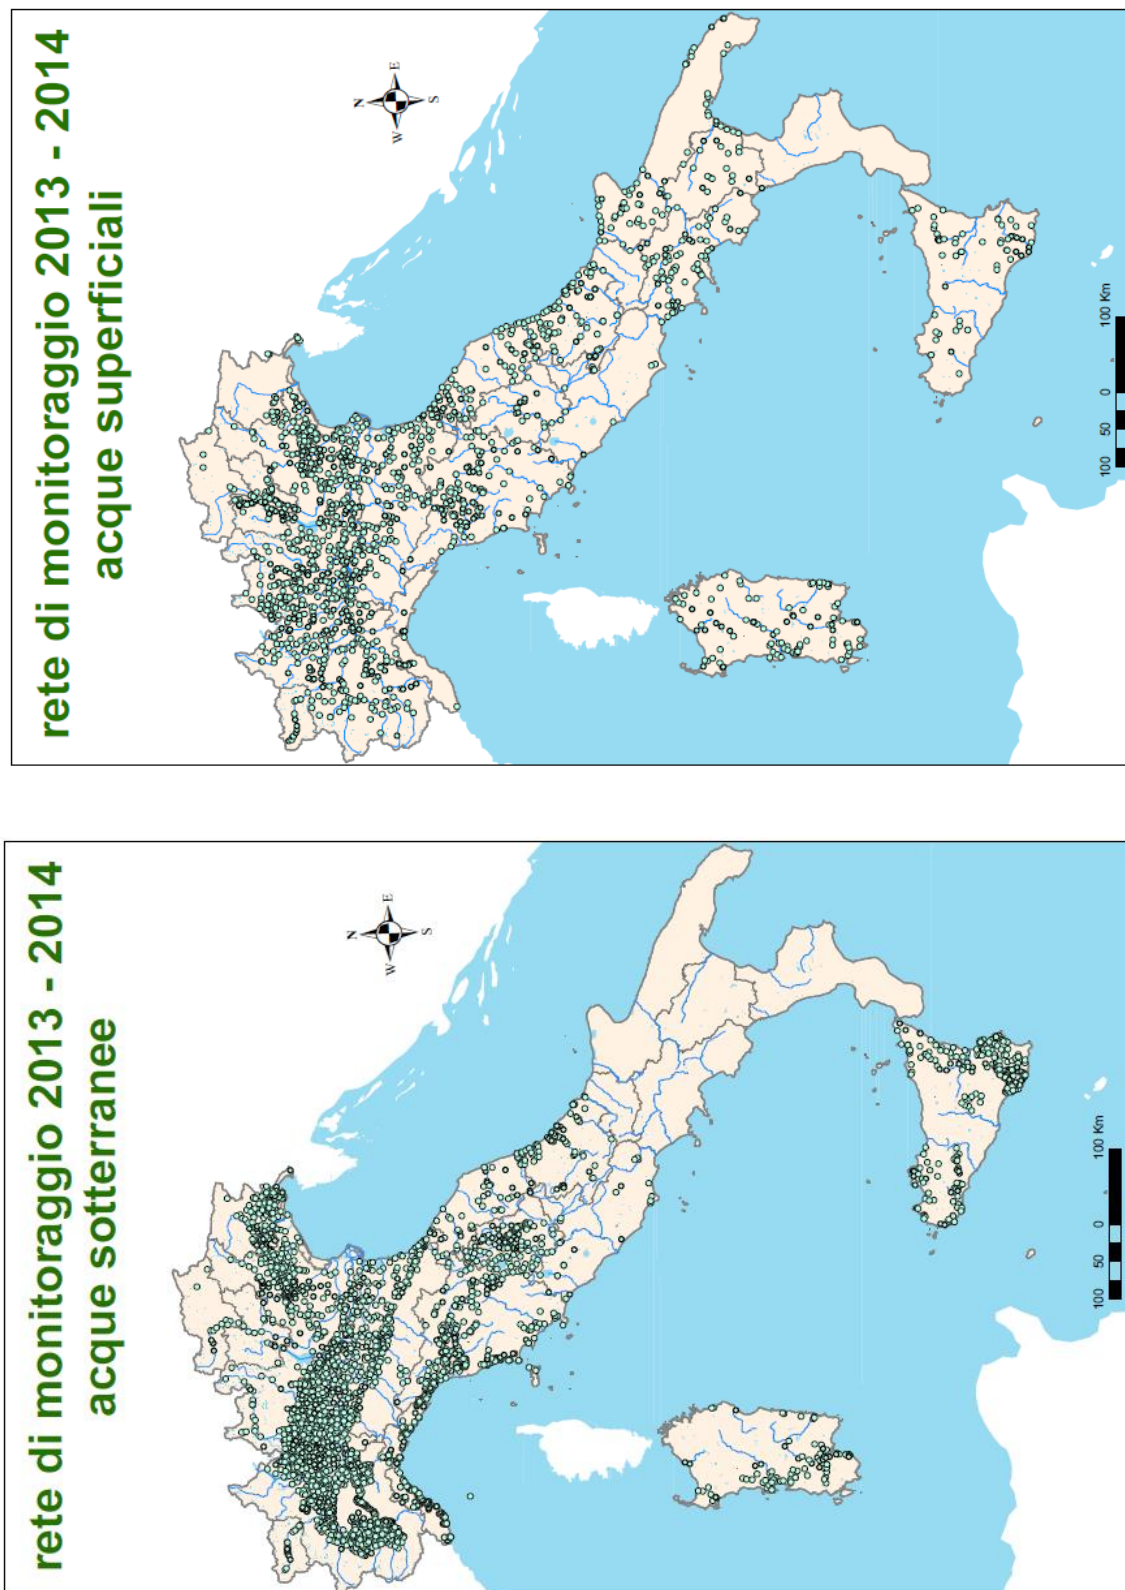 rete di monitoraggio 2013 - 2014
acque superficiali
N
W
E
S
100
50
0
100 Km
rete di monitoraggio 2013 - 2014
acque sotterranee
N
W
E
S
100
50
0
100 Km